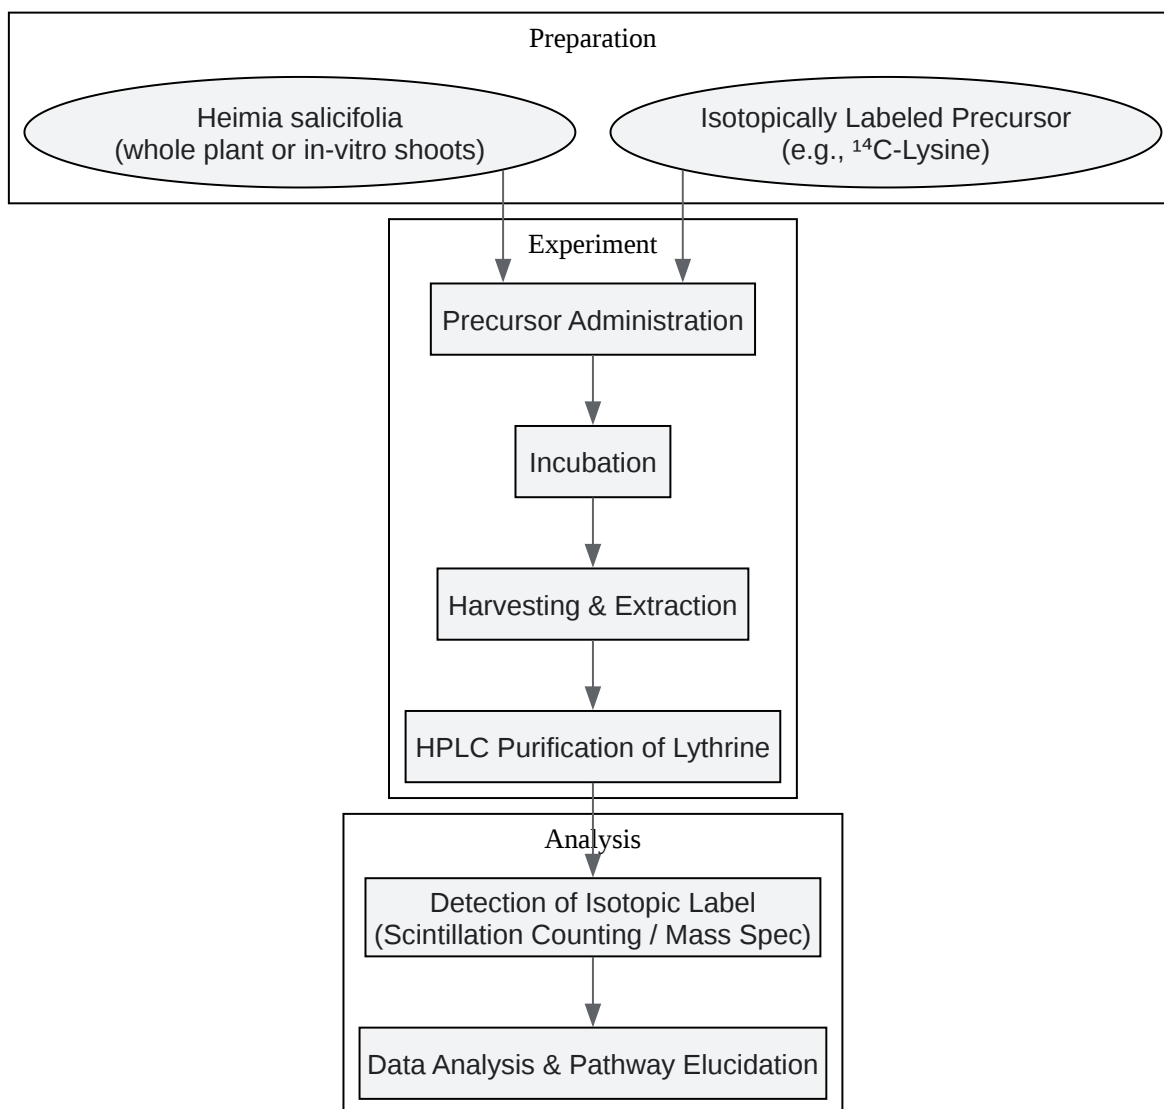 Preparation
Heimia salicifolia
(whole plant or in-vitro shoots)
Isotopically Labeled Precursor
(e.g., ¹⁴C-Lysine)
Experiment
Precursor Administration
Incubation
Harvesting & Extraction
HPLC Purification of Lythrine
Analysis
Detection of Isotopic Label
(Scintillation Counting / Mass Spec)
Data Analysis & Pathway Elucidation